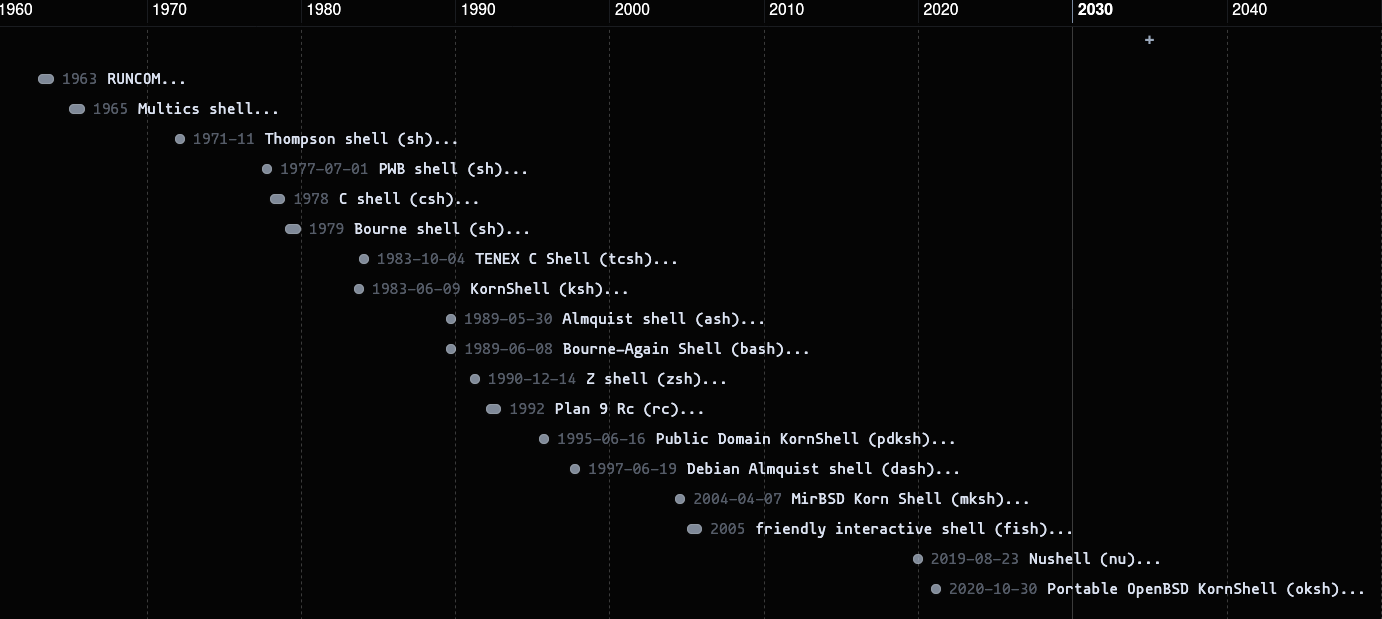 1960 1970 1980 1990 2000 2010 2020 2030 2040
+
1963 RUNCOM...
1965 Multics shell...
1971-11 Thompson shell (sh)...
1977-07-01 PWB shell (sh)...
1978 C shell (csh)...
1979 Bourne shell (sh)...
1983-10-04 TENEX C Shell (tcsh)...
1983-06-09 KornShell (ksh)...
1989-05-30 Almquist shell (ash)...
1989-06-08 Bourne-Again Shell (bash)...
1990-12-14 Z shell (zsh)...
1992 Plan 9 Rc (rc)...
1995-06-16 Public Domain KornShell (pdksh)...
1997-06-19 Debian Almquist shell (dash)...
2004-04-07 MirBSD Korn Shell (mksh)...
2005 friendly interactive shell (fish)...
2019-08-23 Nushell (nu)...
2020-10-30 Portable OpenBSD KornShell (oksh)...